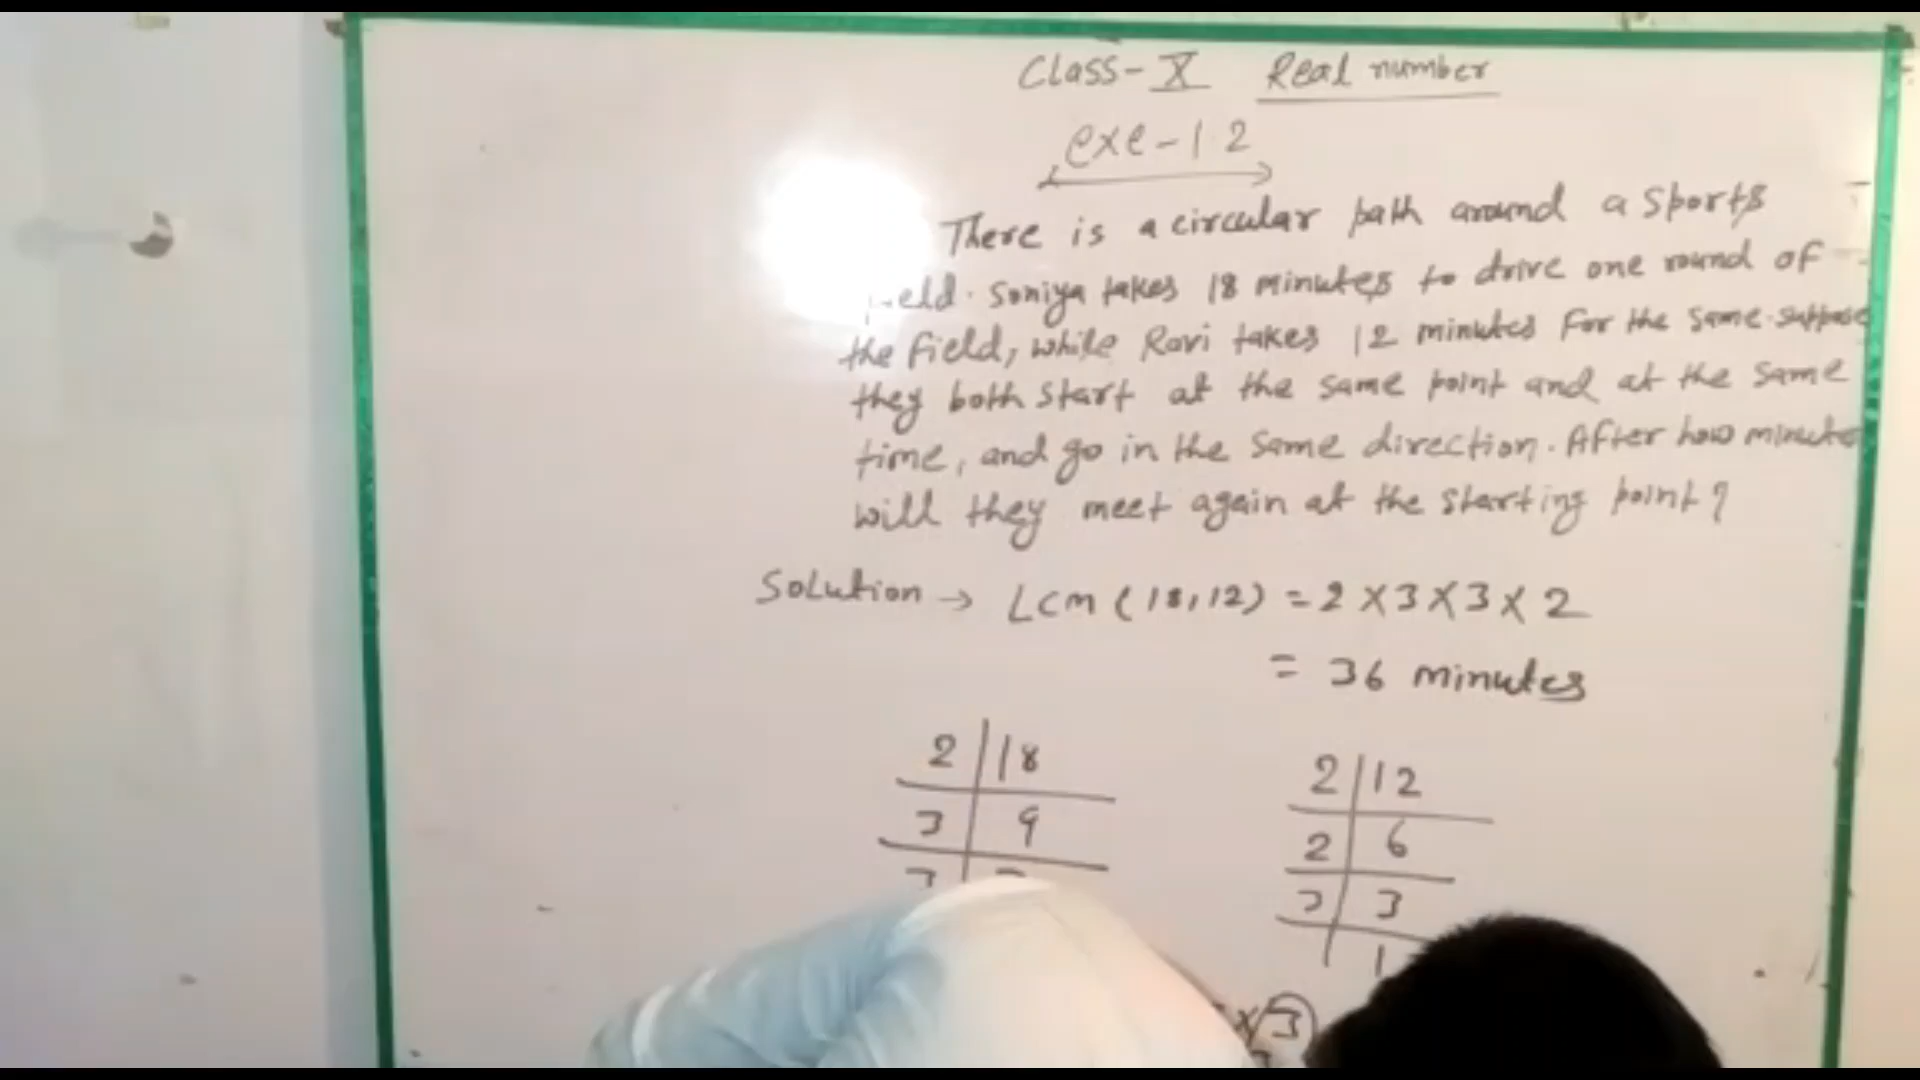 Class-X Real number
exe-1.2
There is a circular path around a sports
field. Soniya takes 18 minutes to drive one round of
the field, while Ravi takes 12 minutes for the same. suppose
they both start at the same point and at the same
time, and go in the same direction. After how minute
will they meet again at the starting point?
Solution → LCM (18,12) = 2 X 3 X 3 X 2
= 36 minutes
2 | 18
3 | 9
2 | 12
2 | 6
3 | 3
1
x 3